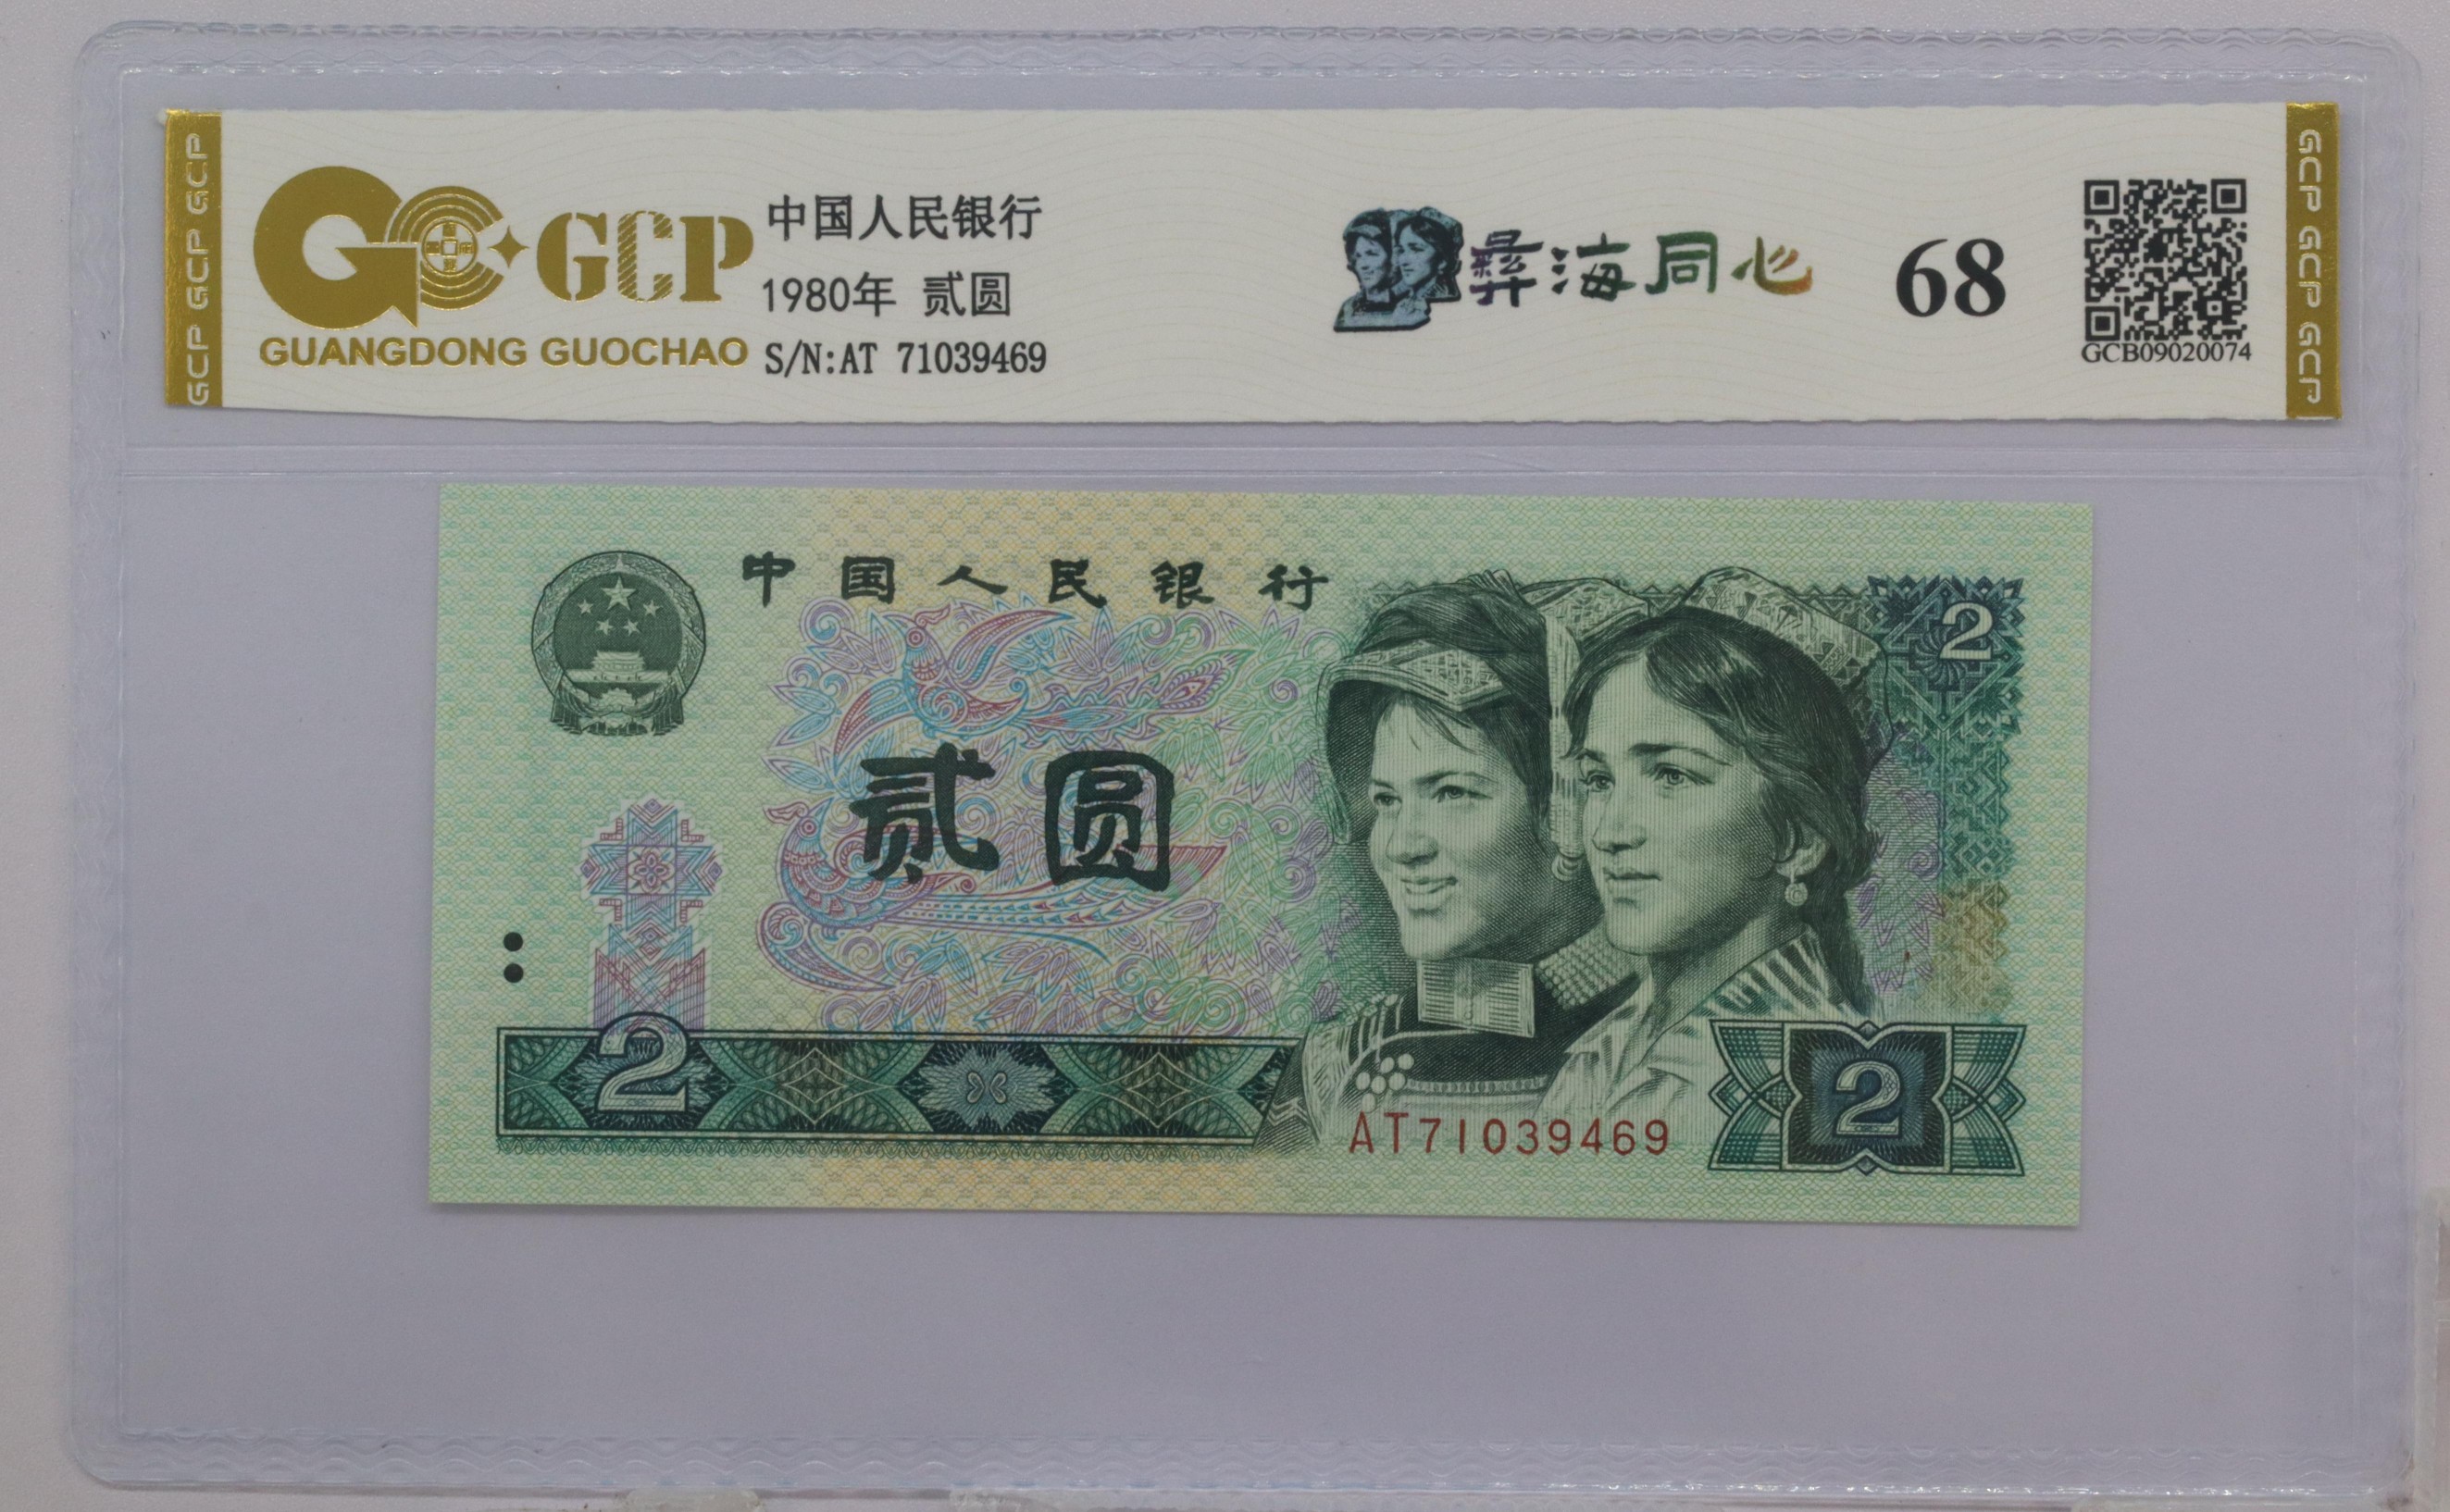 GCP GCP GCP
GCP
GUANGDONG GUOCHAO
中国人民银行
1980年 贰圆
S/N:AT 71039469
彝海同心
68
GCB09020074
GCP GCP GCP
中国人民银行
2
贰圆
2
AT71039469
2